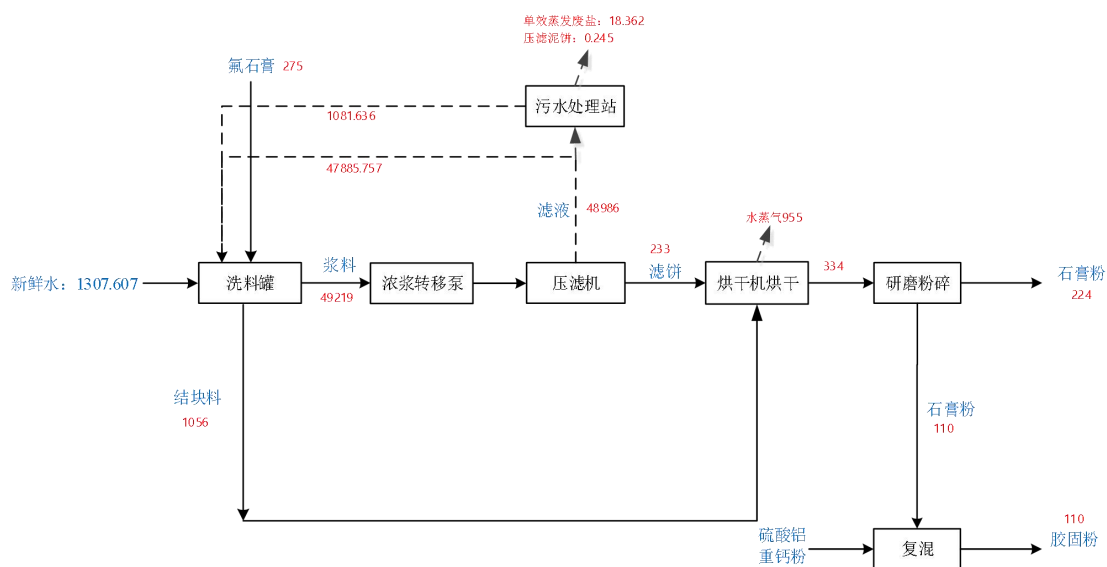 单效蒸发废盐：18.362
压滤泥饼：0.245
氟石膏 275
污水处理站
1081.636
47885.757
滤液
48986
水蒸气955
新鲜水：1307.607
洗料罐
浆料
49219
浓浆转移泵
压滤机
233
滤饼
烘干机烘干
334
研磨粉碎
石膏粉
224
结块料
1056
石膏粉
110
硫酸铝
重钙粉
复混
110
胶固粉